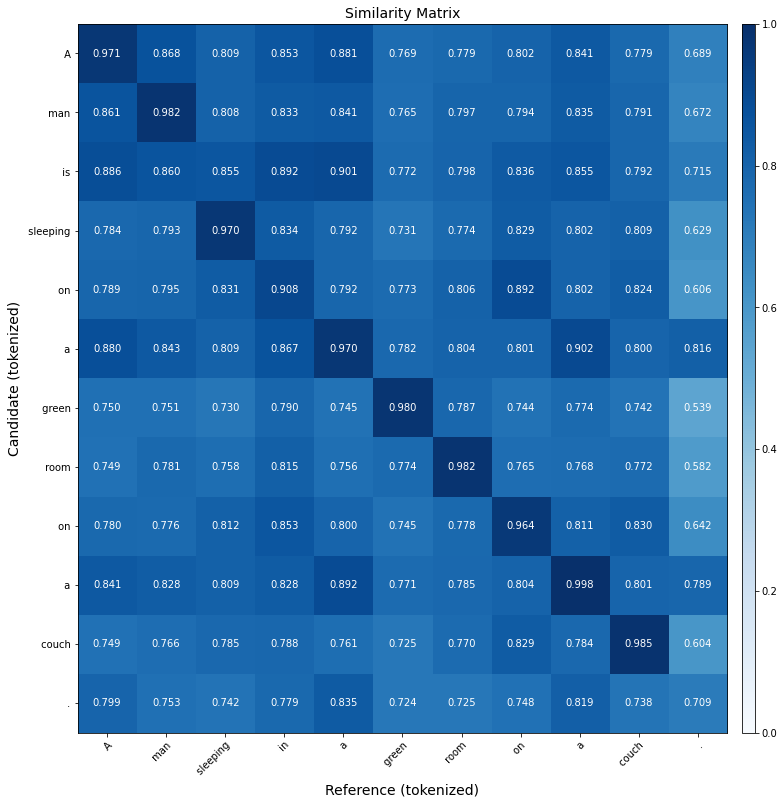 Similarity Matrix
A 0.971 0.868 0.809 0.853 0.881 0.769 0.779 0.802 0.841 0.779 0.689
man 0.861 0.982 0.808 0.833 0.841 0.765 0.797 0.794 0.835 0.791 0.672
is 0.886 0.860 0.855 0.892 0.901 0.772 0.798 0.836 0.855 0.792 0.715
sleeping 0.784 0.793 0.970 0.834 0.792 0.731 0.774 0.829 0.802 0.809 0.629
on 0.789 0.795 0.831 0.908 0.792 0.773 0.806 0.892 0.802 0.824 0.606
a 0.880 0.843 0.809 0.867 0.970 0.782 0.804 0.801 0.902 0.800 0.816
green 0.750 0.751 0.730 0.790 0.745 0.980 0.787 0.744 0.774 0.742 0.539
room 0.749 0.781 0.758 0.815 0.756 0.774 0.982 0.765 0.768 0.772 0.582
on 0.780 0.776 0.812 0.853 0.800 0.745 0.778 0.964 0.811 0.830 0.642
a 0.841 0.828 0.809 0.828 0.892 0.771 0.785 0.804 0.998 0.801 0.789
couch 0.749 0.766 0.785 0.788 0.761 0.725 0.770 0.829 0.784 0.985 0.604
. 0.799 0.753 0.742 0.779 0.835 0.724 0.725 0.748 0.819 0.738 0.709
A man sleeping in a green room on a couch .
Reference (tokenized)
Candidate (tokenized)
1.0
0.8
0.6
0.4
0.2
0.0